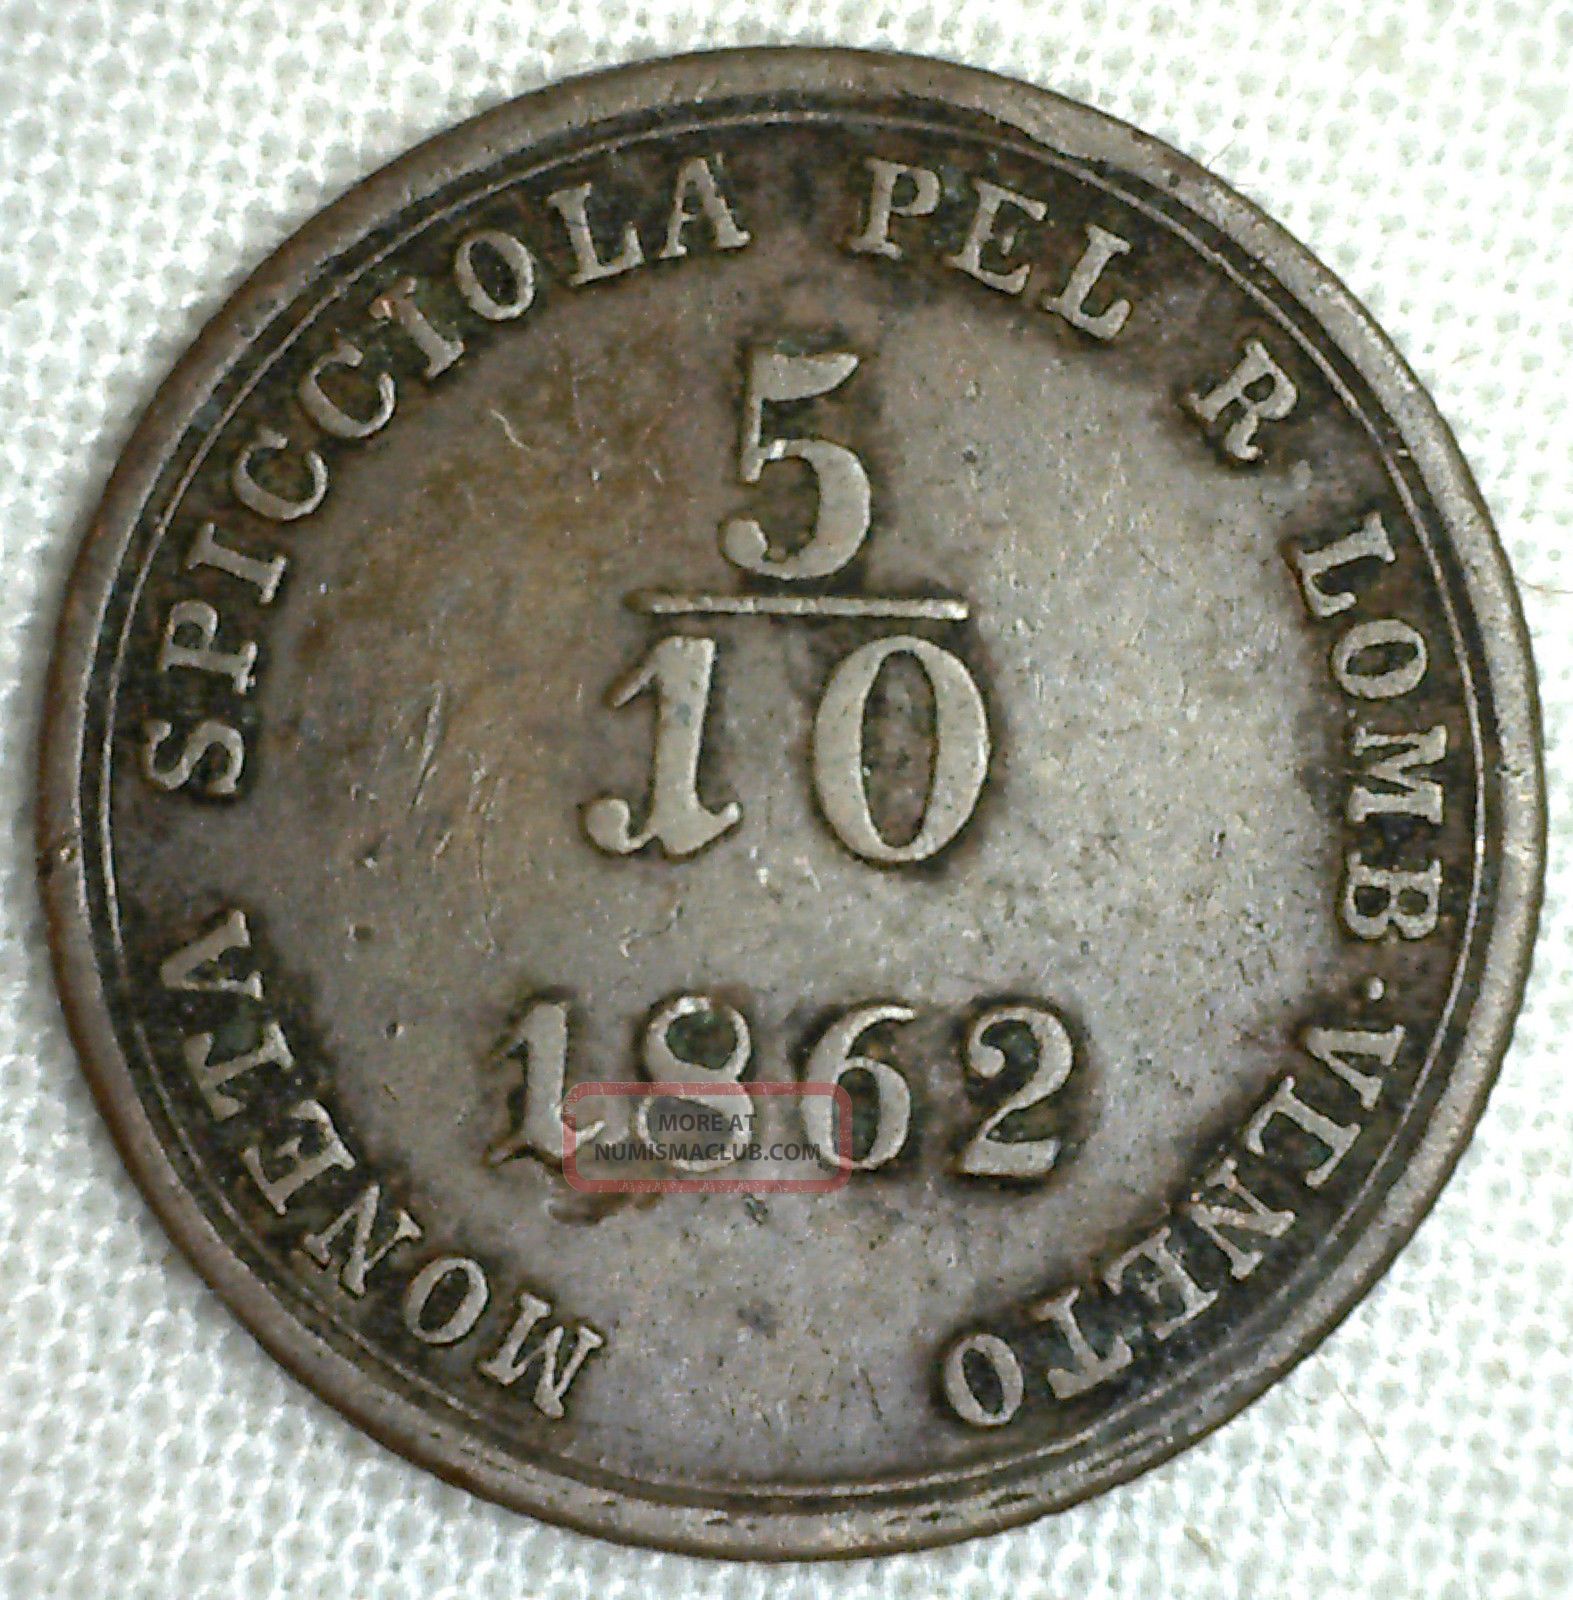 MONETA SPICCIOLA PEL R. LOMB·VENETO
5
10
1862
MORE AT
NUMISMACLUB.COM